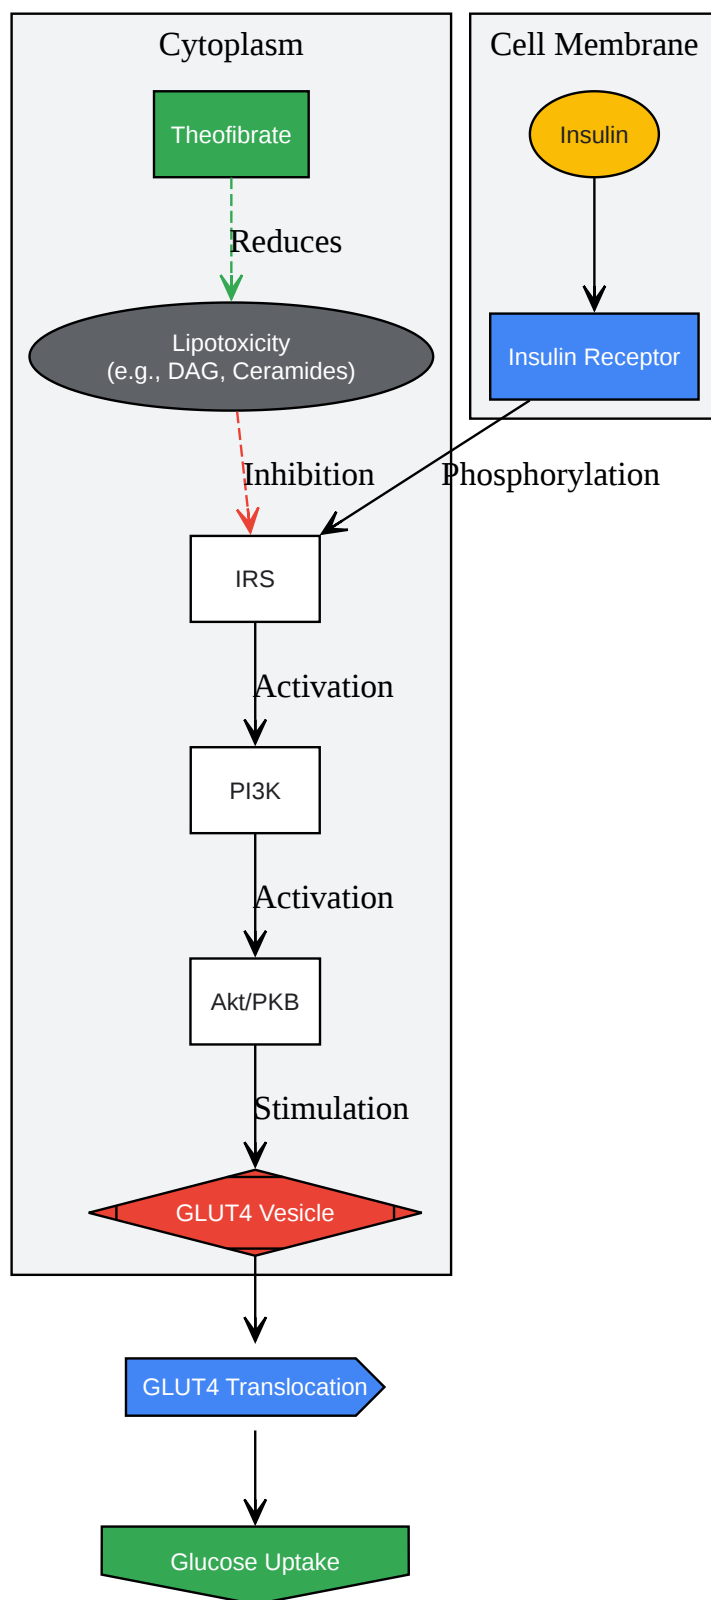 Cytoplasm
Cell Membrane
Theofibrate
Insulin
Reduces
Lipotoxicity
(e.g., DAG, Ceramides)
Insulin Receptor
Inhibition
Phosphorylation
IRS
Activation
PI3K
Activation
Akt/PKB
Stimulation
GLUT4 Vesicle
GLUT4 Translocation
Glucose Uptake